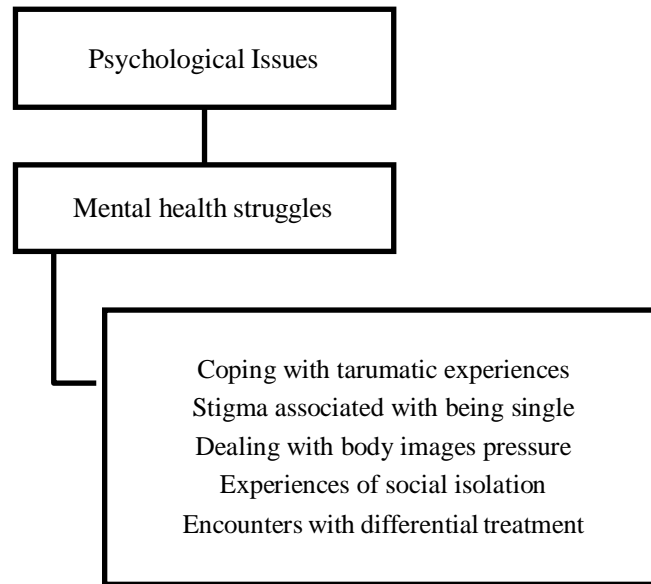 Psychological Issues
Mental health struggles
Coping with tarumatic experiences
Stigma associated with being single
Dealing with body images pressure
Experiences of social isolation
Encounters with differential treatment